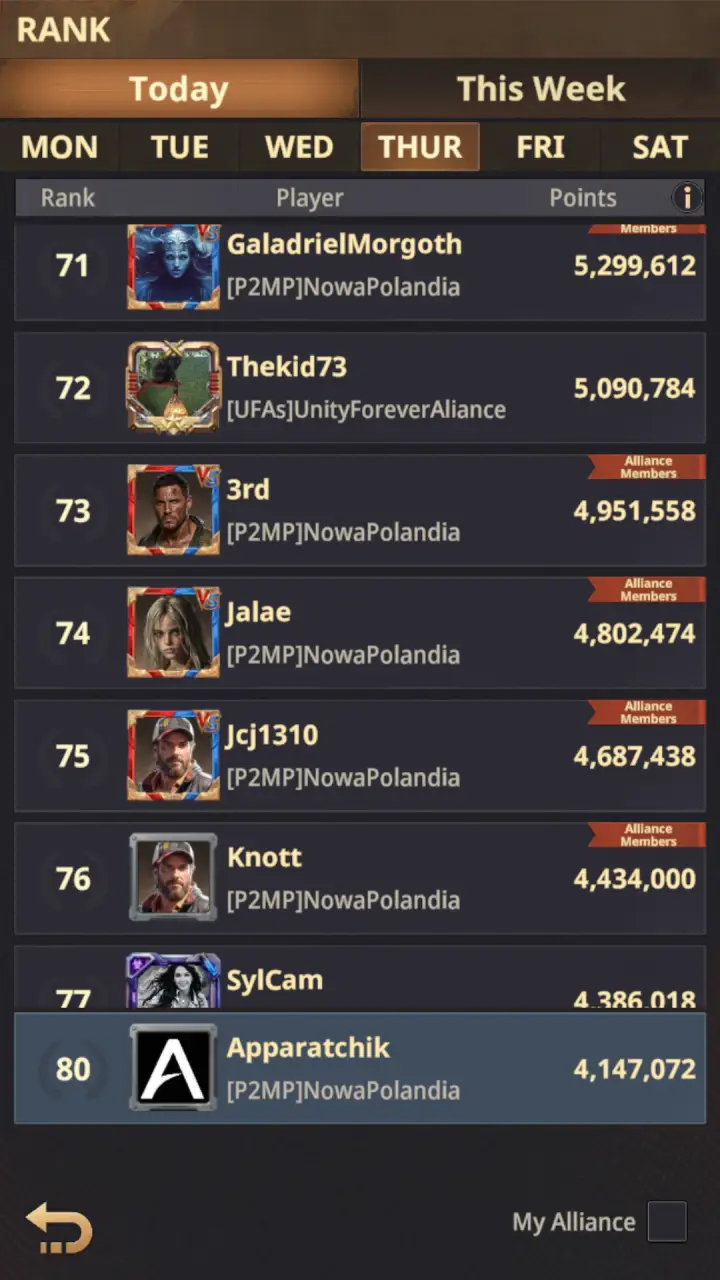 RANK
Today
This Week
MON
TUE
WED
THUR
FRI
SAT
Rank
Player
Points
i
Members
71
VS
GaladrielMorgoth
[P2MP]NowaPolandia
5,299,612
72
Thekid73
[UFAs]UnityForeverAliance
5,090,784
Alliance
Members
73
VS
3rd
[P2MP]NowaPolandia
4,951,558
Alliance
Members
74
VS
Jalae
[P2MP]NowaPolandia
4,802,474
Alliance
Members
75
VS
Jcj1310
[P2MP]NowaPolandia
4,687,438
Alliance
Members
76
Knott
[P2MP]NowaPolandia
4,434,000
77
SylCam
4,386,018
80
A
Apparatchik
[P2MP]NowaPolandia
4,147,072
My Alliance